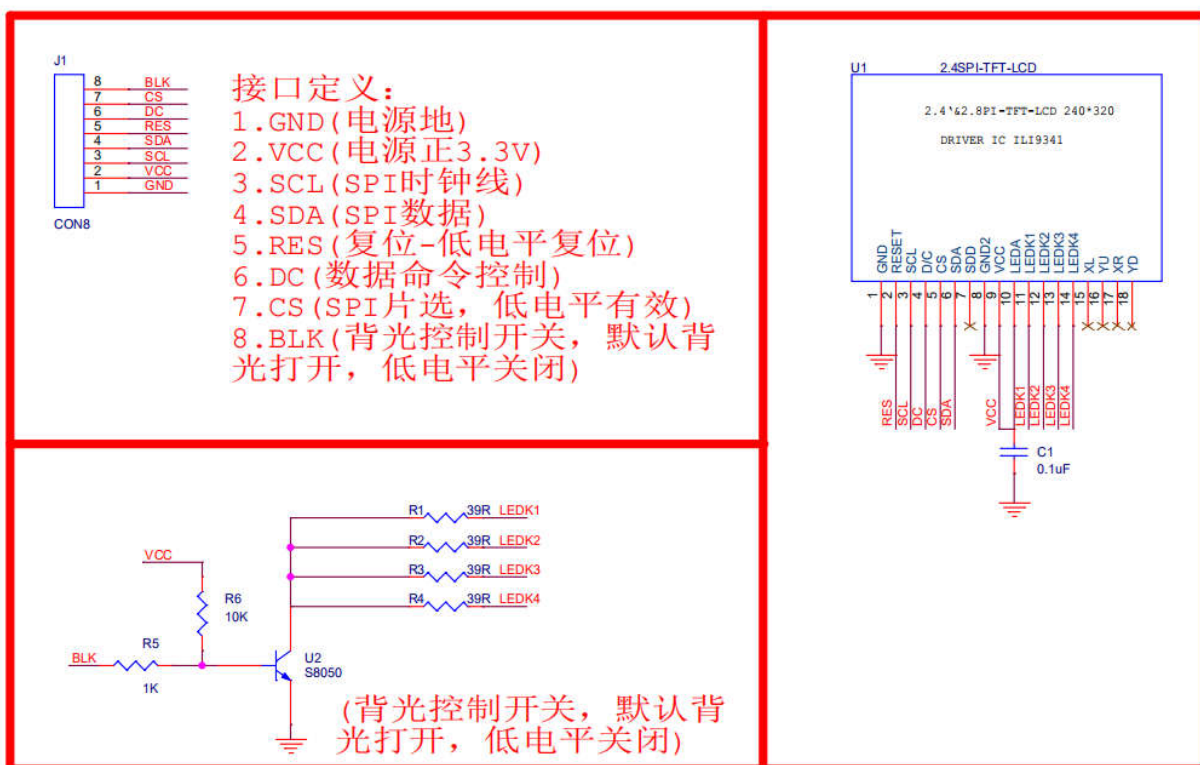 J1
8 BLK
7 CS
6 DC
5 RES
4 SDA
3 SCL
2 VCC
1 GND
CON8
接口定义：
1.GND(电源地)
2.VCC(电源正3.3V)
3.SCL(SPI时钟线)
4.SDA(SPI数据)
5.RES(复位-低电平复位)
6.DC(数据命令控制)
7.CS(SPI片选，低电平有效)
8.BLK(背光控制开关，默认背
光打开，低电平关闭)
U1 2.4SPI-TFT-LCD
2.4`&2.8PI-TFT-LCD 240*320
DRIVER IC ILI9341
GND RESET SCL D/C CS SDA SDD GND2 VCC LEDA LEDK1 LEDK2 LEDK3 LEDK4 XL YU XR YD
1 2 3 4 5 6 7 8 9 10 11 12 13 14 15 16 17 18
RES SCL DC CS SDA VCC LEDK1 LEDK2 LEDK3 LEDK4
C1
0.1uF
R1 39R LEDK1
R2 39R LEDK2
R3 39R LEDK3
R4 39R LEDK4
VCC
R6
10K
BLK R5
1K
U2
S8050
(背光控制开关，默认背
光打开，低电平关闭)